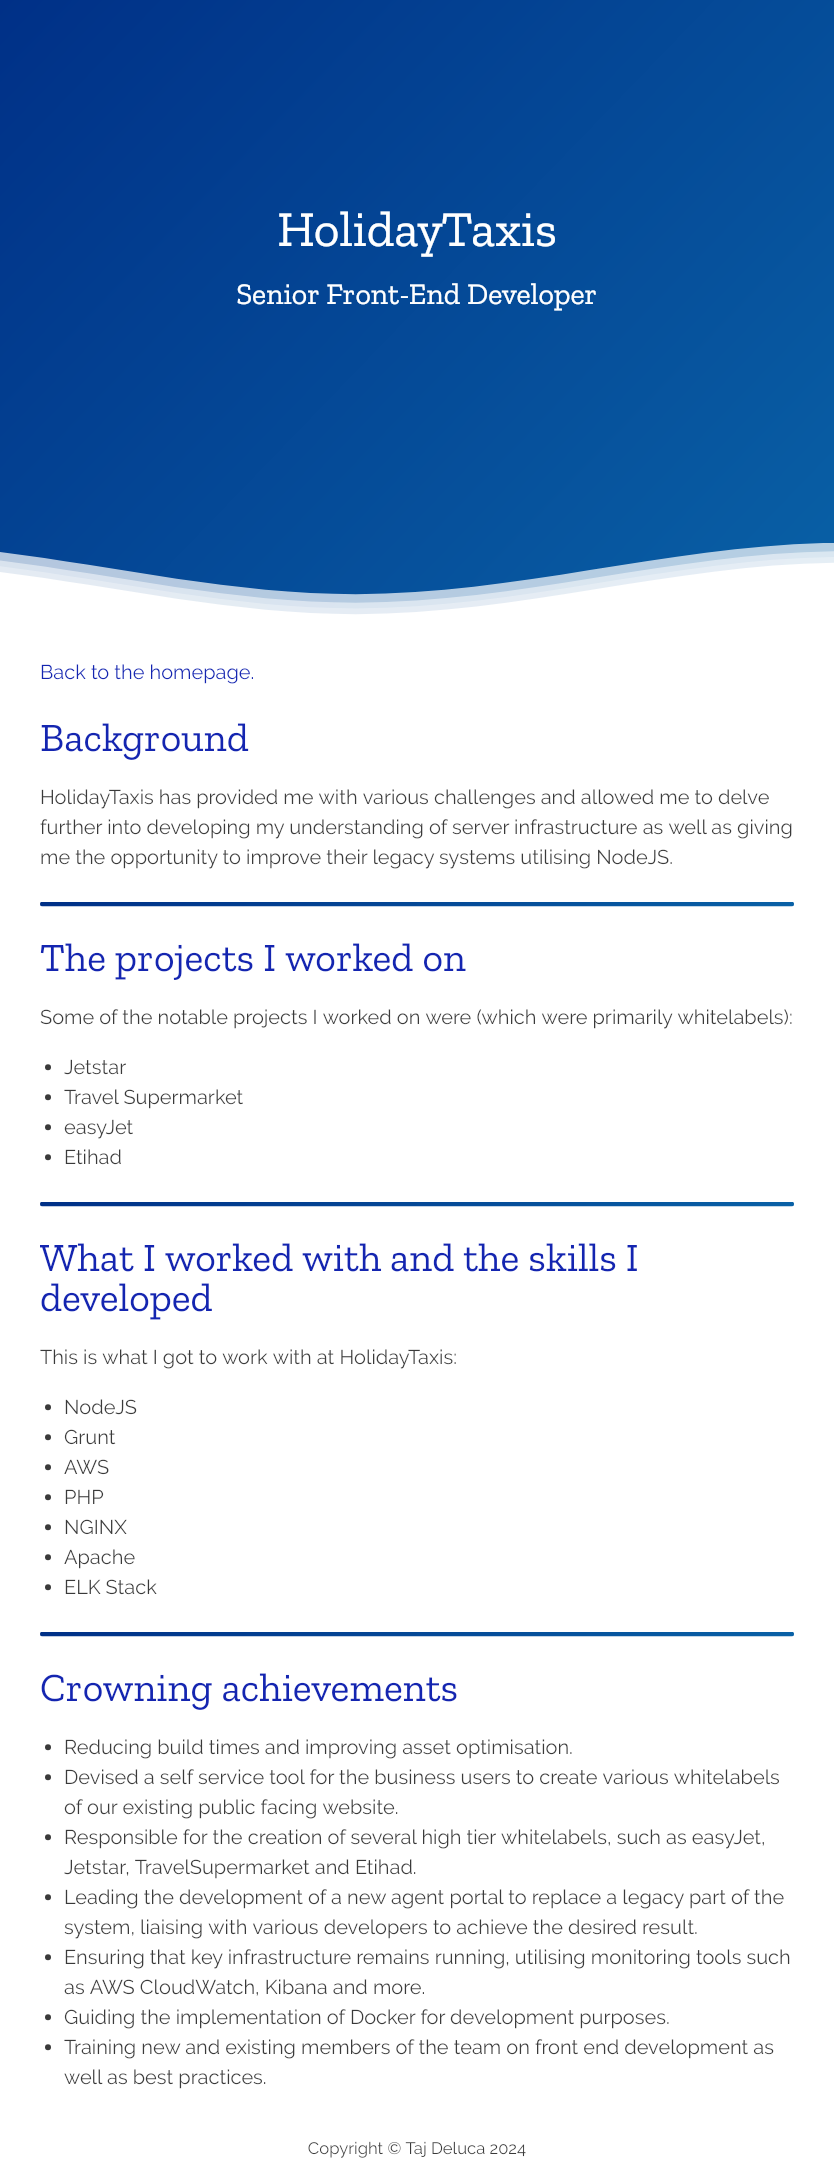 HolidayTaxis
Senior Front-End Developer
Back to the homepage.
Background
HolidayTaxis has provided me with various challenges and allowed me to delve
further into developing my understanding of server infrastructure as well as giving
me the opportunity to improve their legacy systems utilising NodeJS.
The projects I worked on
Some of the notable projects I worked on were (which were primarily whitelabels):
• Jetstar
• Travel Supermarket
• easyJet
• Etihad
What I worked with and the skills I
developed
This is what I got to work with at HolidayTaxis:
• NodeJS
• Grunt
• AWS
• PHP
• NGINX
• Apache
• ELK Stack
Crowning achievements
• Reducing build times and improving asset optimisation.
• Devised a self service tool for the business users to create various whitelabels
of our existing public facing website.
• Responsible for the creation of several high tier whitelabels, such as easyJet,
Jetstar, TravelSupermarket and Etihad.
• Leading the development of a new agent portal to replace a legacy part of the
system, liaising with various developers to achieve the desired result.
• Ensuring that key infrastructure remains running, utilising monitoring tools such
as AWS CloudWatch, Kibana and more.
• Guiding the implementation of Docker for development purposes.
• Training new and existing members of the team on front end development as
well as best practices.
Copyright © Taj Deluca 2024